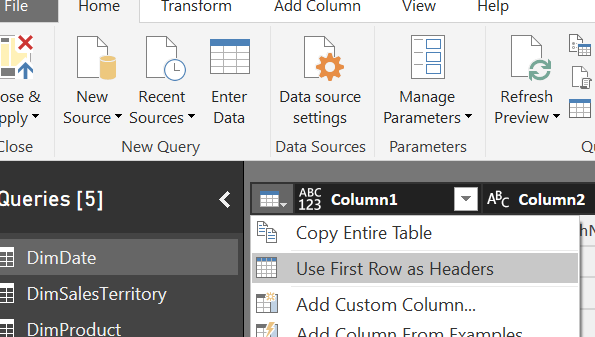 File Home Transform Add Column View Help
ose & New Recent Enter Data source Manage Refresh
pply Source Sources Data settings Parameters Preview
Close New Query Data Sources Parameters Qu
Queries [5] ABC 123 Column1 ABC Column2
Copy Entire Table
DimDate Use First Row as Headers
DimSalesTerritory Add Custom Column...
DimProduct Add Column From Examples